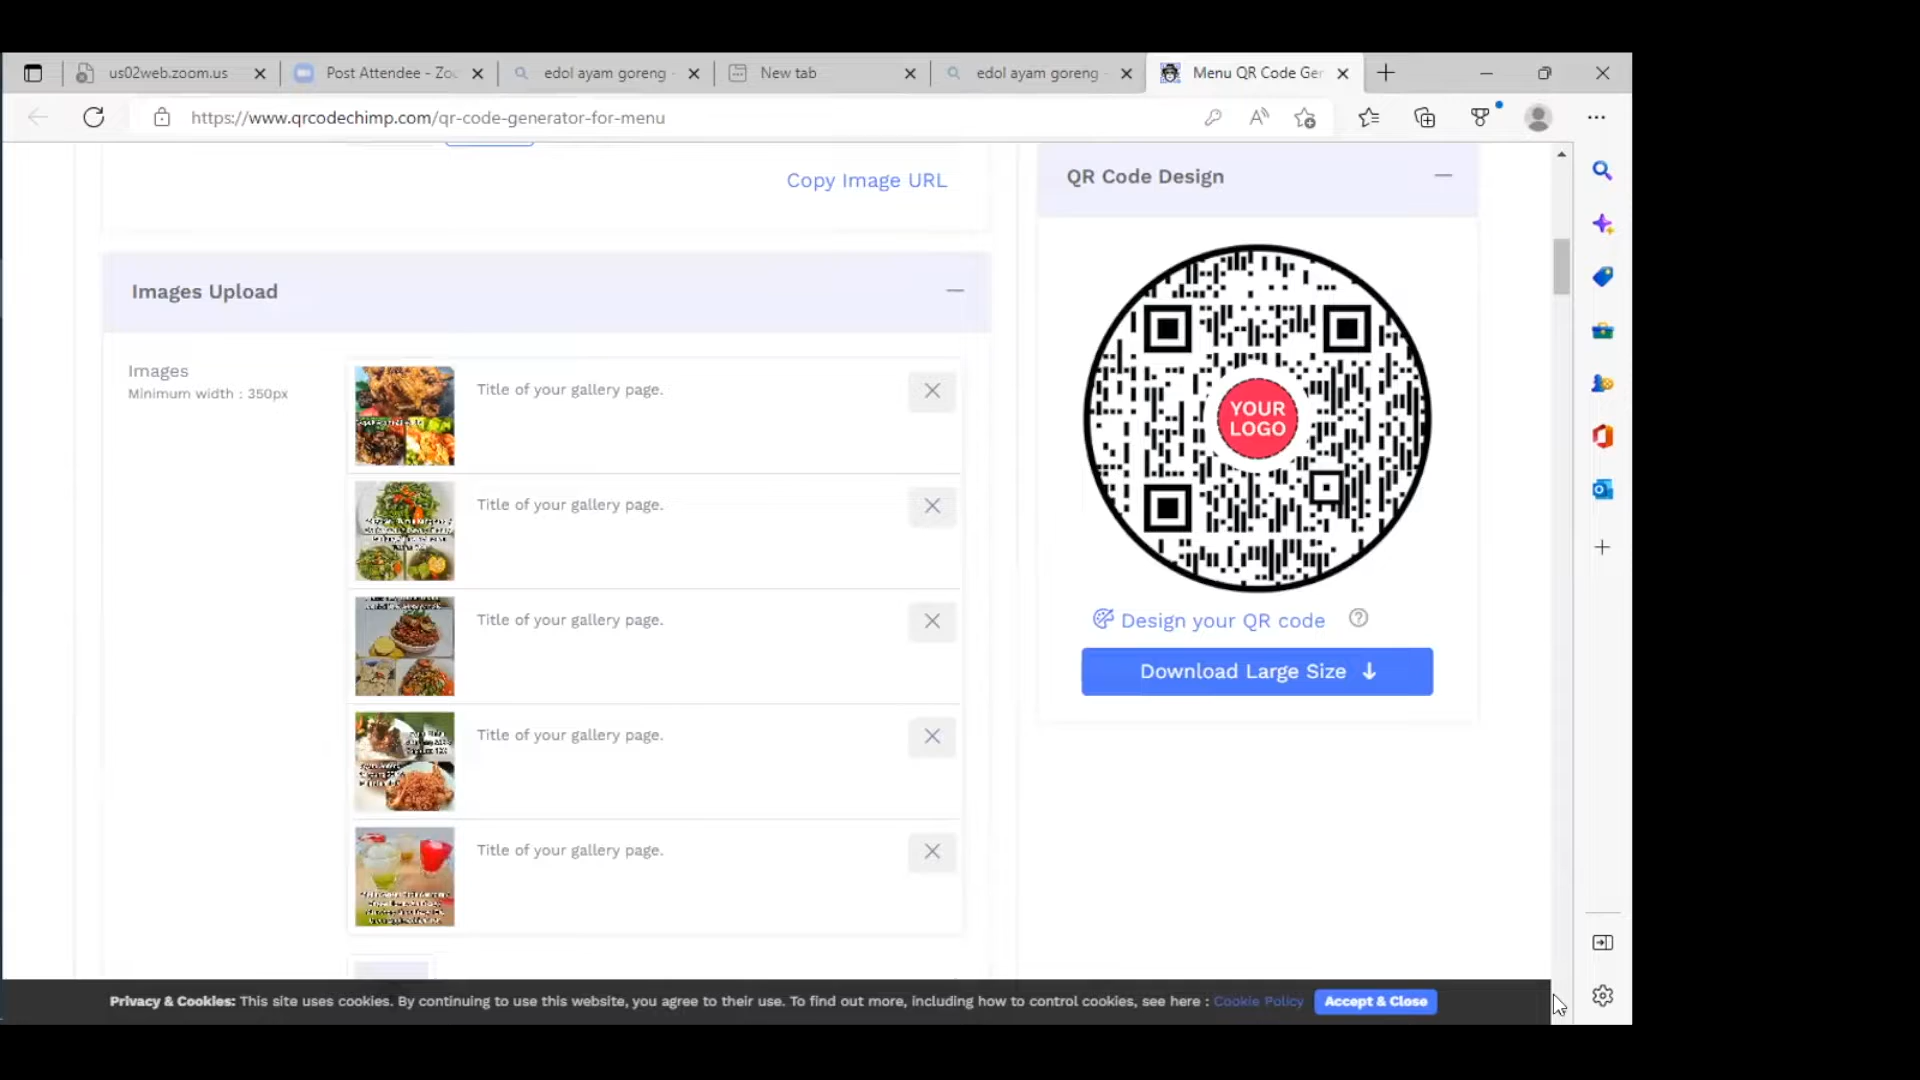 us02web.zoom.us
Post Attendee - Zo
edol ayam goreng -
New tab
edol ayam goreng -
Menu QR Code Ger
https://www.qrcodechimp.com/qr-code-generator-for-menu
Copy Image URL
QR Code Design
Images Upload
Images
Minimum width : 350px
Title of your gallery page.
Title of your gallery page.
Title of your gallery page.
Title of your gallery page.
Title of your gallery page.
YOUR
LOGO
Design your QR code
Download Large Size
Privacy & Cookies: This site uses cookies. By continuing to use this website, you agree to their use. To find out more, including how to control cookies, see here : Cookie Policy
Accept & Close